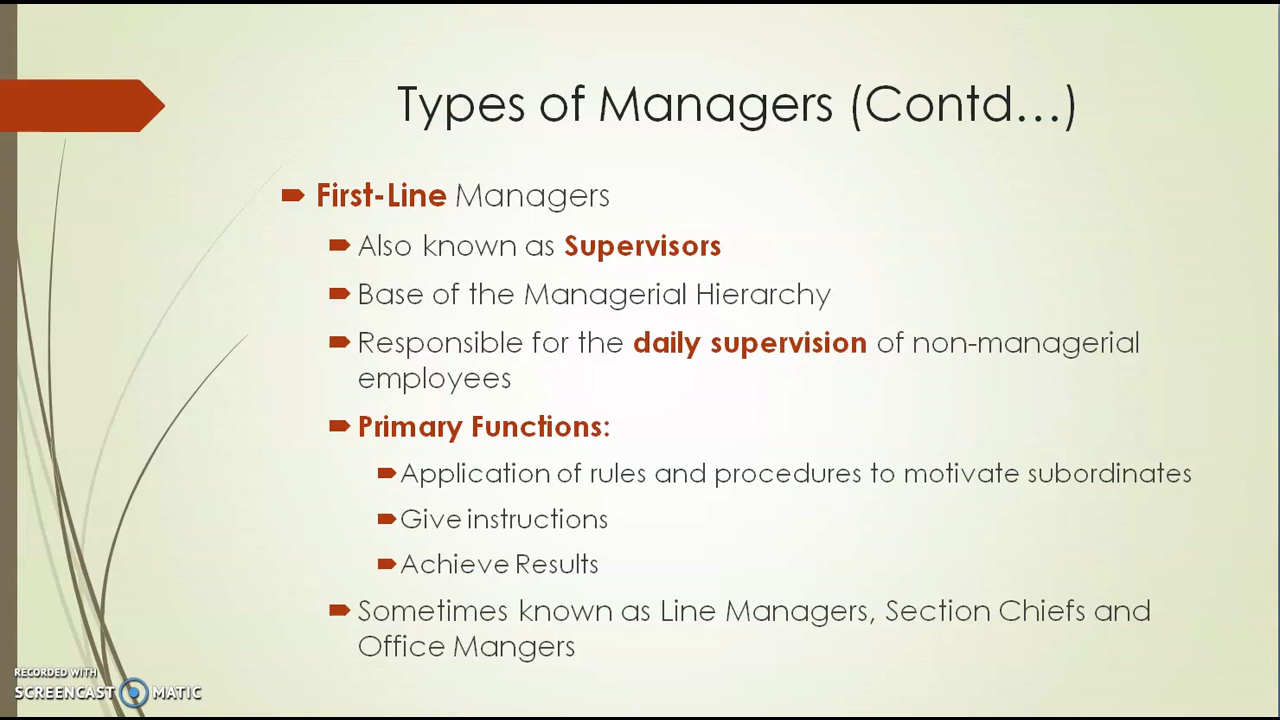 Types of Managers (Contd...)
First-Line Managers
Also known as Supervisors
Base of the Managerial Hierarchy
Responsible for the daily supervision of non-managerial
employees
Primary Functions:
Application of rules and procedures to motivate subordinates
Give instructions
Achieve Results
Sometimes known as Line Managers, Section Chiefs and
Office Mangers
RECORDED WITH
SCREENCAST MATIC